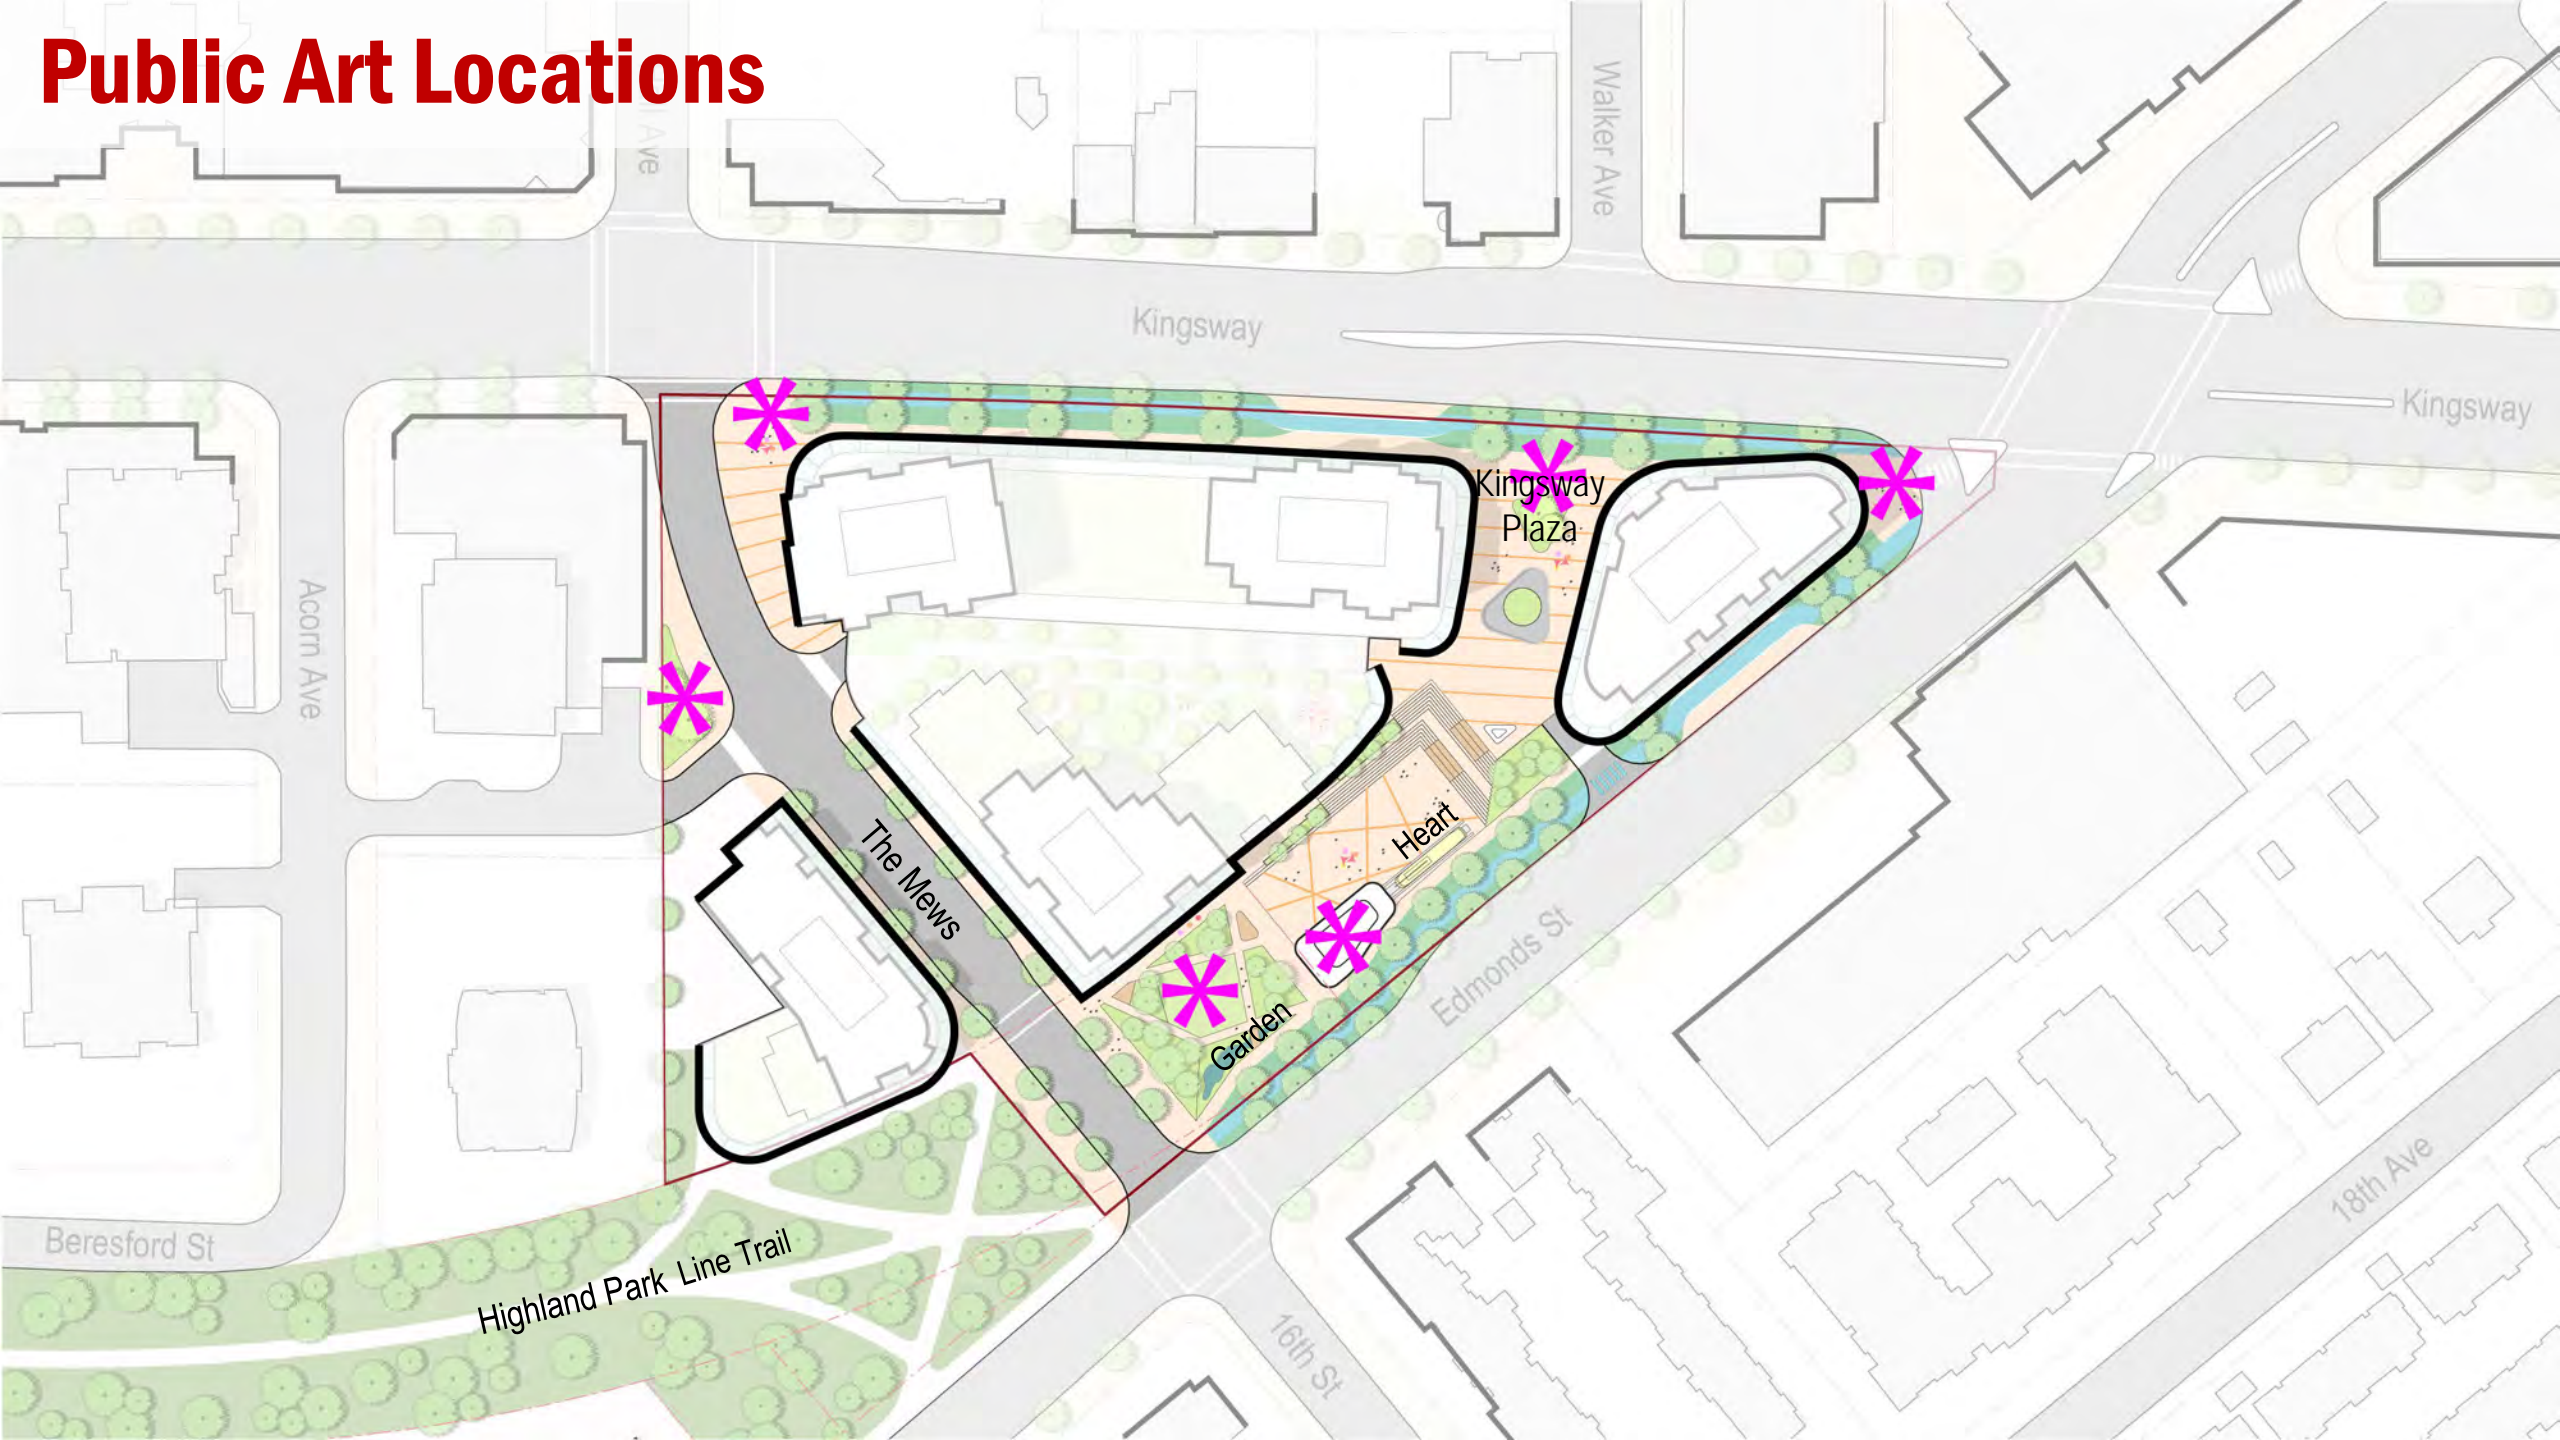 Public Art Locations
Ave
Walker Ave
Kingsway
Kingsway
Kingsway
Plaza
Acorn Ave
The Mews
Heart
Garden
Edmonds St
18th Ave
Beresford St
Highland Park Line Trail
16th St